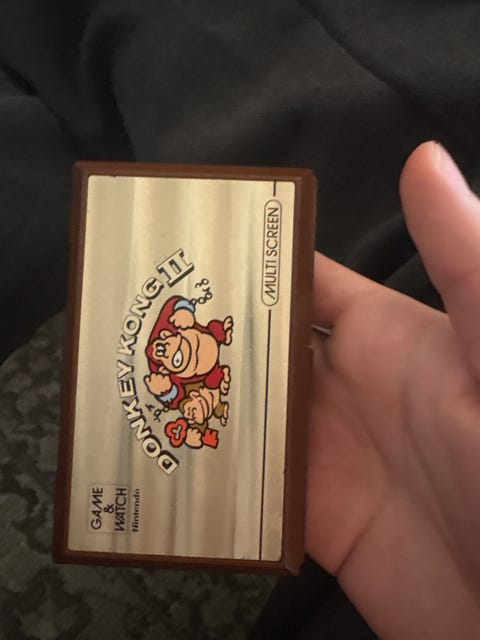 GAME
&
WATCH
Nintendo
DONKEY KONG II
MULTI SCREEN